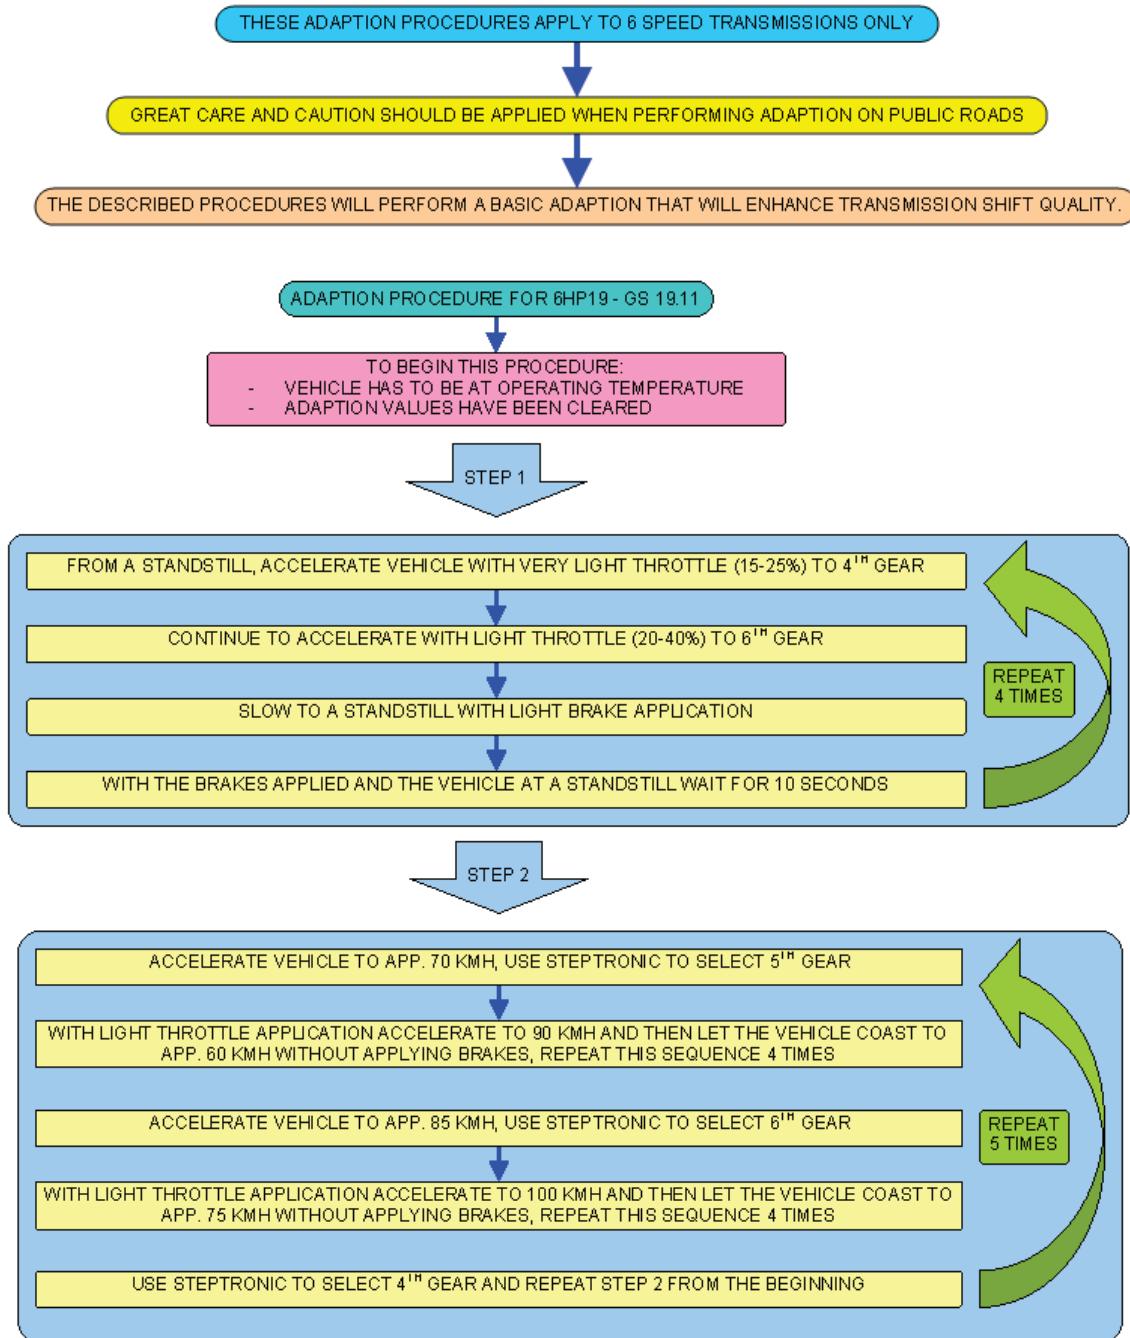 THESE ADAPTION PROCEDURES APPLY TO 6 SPEED TRANSMISSIONS ONLY
GREAT CARE AND CAUTION SHOULD BE APPLIED WHEN PERFORMING ADAPTION ON PUBLIC ROADS
THE DESCRIBED PROCEDURES WILL PERFORM A BASIC ADAPTION THAT WILL ENHANCE TRANSMISSION SHIFT QUALITY.
ADAPTION PROCEDURE FOR 6HP19 - GS 19.11
TO BEGIN THIS PROCEDURE:
- VEHICLE HAS TO BE AT OPERATING TEMPERATURE
- ADAPTION VALUES HAVE BEEN CLEARED
STEP 1
FROM A STANDSTILL, ACCELERATE VEHICLE WITH VERY LIGHT THROTTLE (15-25%) TO 4TH GEAR
CONTINUE TO ACCELERATE WITH LIGHT THROTTLE (20-40%) TO 6TH GEAR
SLOW TO A STANDSTILL WITH LIGHT BRAKE APPLICATION
WITH THE BRAKES APPLIED AND THE VEHICLE AT A STANDSTILL WAIT FOR 10 SECONDS
REPEAT
4 TIMES
STEP 2
ACCELERATE VEHICLE TO APP. 70 KMH, USE STEPTRONIC TO SELECT 5TH GEAR
WITH LIGHT THROTTLE APPLICATION ACCELERATE TO 90 KMH AND THEN LET THE VEHICLE COAST TO
APP. 60 KMH WITHOUT APPLYING BRAKES, REPEAT THIS SEQUENCE 4 TIMES
ACCELERATE VEHICLE TO APP. 85 KMH, USE STEPTRONIC TO SELECT 6TH GEAR
WITH LIGHT THROTTLE APPLICATION ACCELERATE TO 100 KMH AND THEN LET THE VEHICLE COAST TO
APP. 75 KMH WITHOUT APPLYING BRAKES, REPEAT THIS SEQUENCE 4 TIMES
USE STEPTRONIC TO SELECT 4TH GEAR AND REPEAT STEP 2 FROM THE BEGINNING
REPEAT
5 TIMES